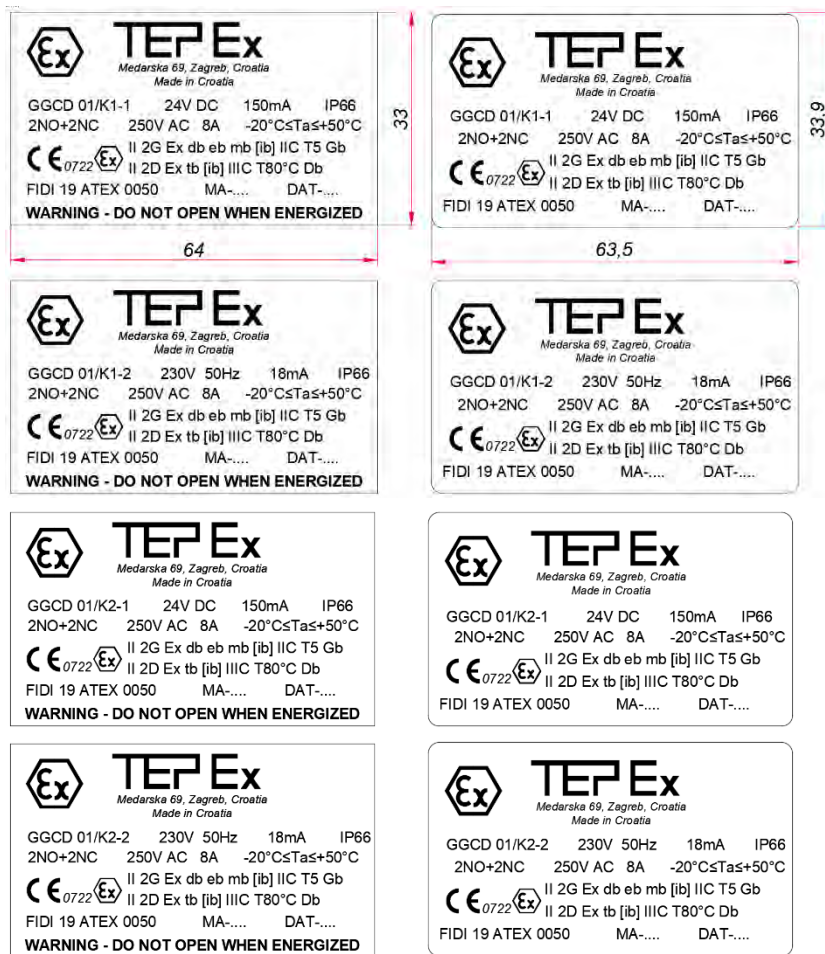 Ex TEP Ex
Medarska 69, Zagreb, Croatia
Made in Croatia
GGCD 01/K1-1 24V DC 150mA IP66
2NO+2NC 250V AC 8A -20°C≤Ta≤+50°C
CE 0722 Ex II 2G Ex db eb mb [ib] IIC T5 Gb
II 2D Ex tb [ib] IIIC T80°C Db
FIDI 19 ATEX 0050 MA-.... DAT-....
WARNING - DO NOT OPEN WHEN ENERGIZED
33
64
Ex TEP Ex
Medarska 69, Zagreb, Croatia
Made in Croatia
GGCD 01/K1-1 24V DC 150mA IP66
2NO+2NC 250V AC 8A -20°C≤Ta≤+50°C
CE 0722 Ex II 2G Ex db eb mb [ib] IIC T5 Gb
II 2D Ex tb [ib] IIIC T80°C Db
FIDI 19 ATEX 0050 MA-.... DAT-....
33,9
63,5
Ex TEP Ex
Medarska 69, Zagreb, Croatia
Made in Croatia
GGCD 01/K1-2 230V 50Hz 18mA IP66
2NO+2NC 250V AC 8A -20°C≤Ta≤+50°C
CE 0722 Ex II 2G Ex db eb mb [ib] IIC T5 Gb
II 2D Ex tb [ib] IIIC T80°C Db
FIDI 19 ATEX 0050 MA-.... DAT-....
WARNING - DO NOT OPEN WHEN ENERGIZED
Ex TEP Ex
Medarska 69, Zagreb, Croatia
Made in Croatia
GGCD 01/K1-2 230V 50Hz 18mA IP66
2NO+2NC 250V AC 8A -20°C≤Ta≤+50°C
CE 0722 Ex II 2G Ex db eb mb [ib] IIC T5 Gb
II 2D Ex tb [ib] IIIC T80°C Db
FIDI 19 ATEX 0050 MA-.... DAT-....
Ex TEP Ex
Medarska 69, Zagreb, Croatia
Made in Croatia
GGCD 01/K2-1 24V DC 150mA IP66
2NO+2NC 250V AC 8A -20°C≤Ta≤+50°C
CE 0722 Ex II 2G Ex db eb mb [ib] IIC T5 Gb
II 2D Ex tb [ib] IIIC T80°C Db
FIDI 19 ATEX 0050 MA-.... DAT-....
WARNING - DO NOT OPEN WHEN ENERGIZED
Ex TEP Ex
Medarska 69, Zagreb, Croatia
Made in Croatia
GGCD 01/K2-1 24V DC 150mA IP66
2NO+2NC 250V AC 8A -20°C≤Ta≤+50°C
CE 0722 Ex II 2G Ex db eb mb [ib] IIC T5 Gb
II 2D Ex tb [ib] IIIC T80°C Db
FIDI 19 ATEX 0050 MA-.... DAT-....
Ex TEP Ex
Medarska 69, Zagreb, Croatia
Made in Croatia
GGCD 01/K2-2 230V 50Hz 18mA IP66
2NO+2NC 250V AC 8A -20°C≤Ta≤+50°C
CE 0722 Ex II 2G Ex db eb mb [ib] IIC T5 Gb
II 2D Ex tb [ib] IIIC T80°C Db
FIDI 19 ATEX 0050 MA-.... DAT-....
WARNING - DO NOT OPEN WHEN ENERGIZED
Ex TEP Ex
Medarska 69, Zagreb, Croatia
Made in Croatia
GGCD 01/K2-2 230V 50Hz 18mA IP66
2NO+2NC 250V AC 8A -20°C≤Ta≤+50°C
CE 0722 Ex II 2G Ex db eb mb [ib] IIC T5 Gb
II 2D Ex tb [ib] IIIC T80°C Db
FIDI 19 ATEX 0050 MA-.... DAT-....